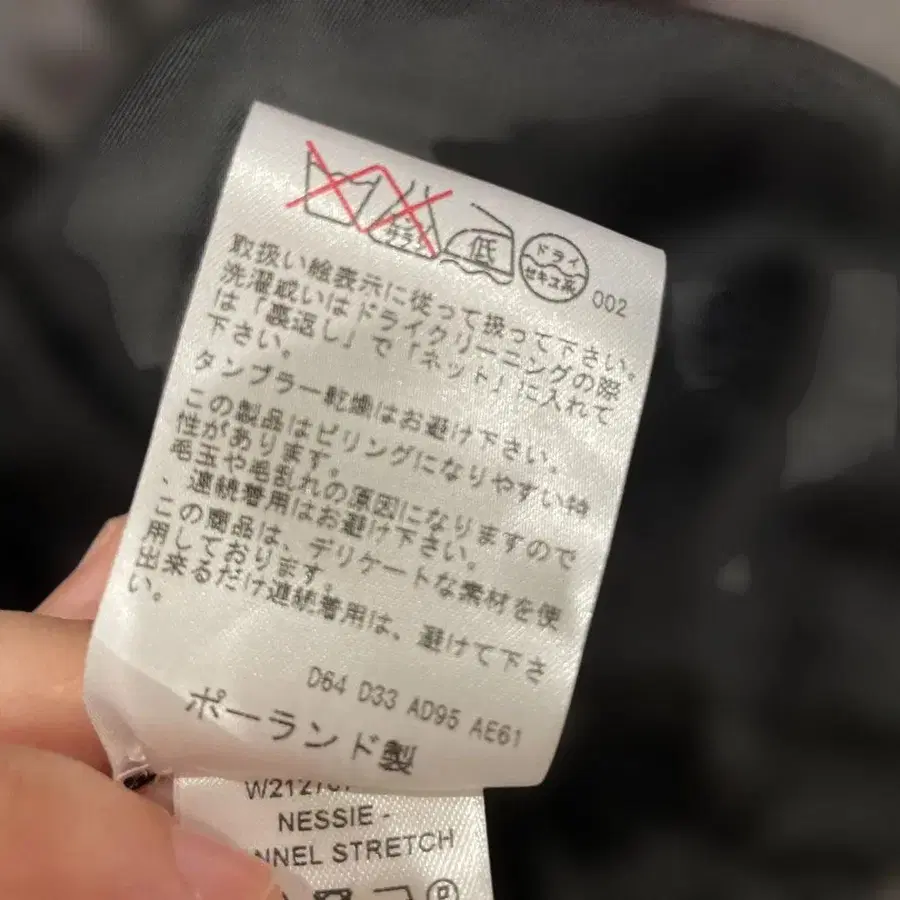 サラシ 低 ドライ セキユ系 002
取扱い絵表示に従って扱って下さい。
洗濯或いはドライクリーニングの際
は「裏返し」で「ネット」に入れて
下さい。
タンブラー乾燥はお避け下さい。
この製品はピリングになりやすい特
性があります。
毛玉や毛乱れの原因になりますので
、連続着用はお避け下さい。
この商品は、デリケートな素材を使
用しております。
出来るだけ連続着用は、避けて下さ
い。
D64 D33 AD95 AE61
ポーランド製
NESSIE -
STRETCH
P